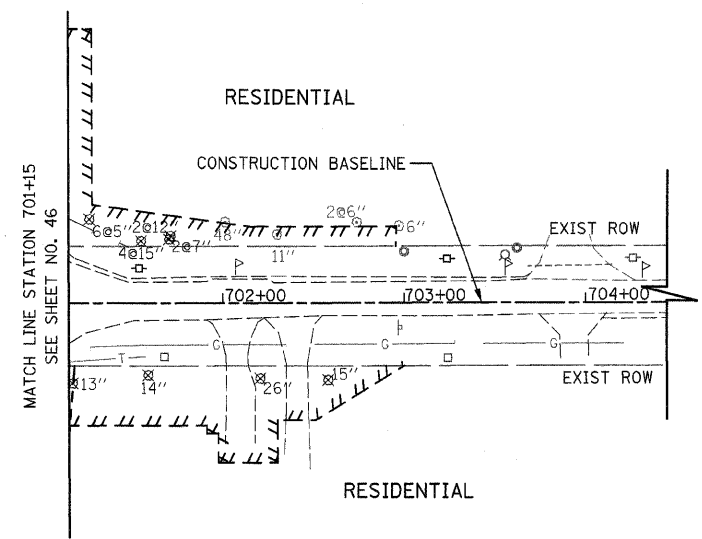 RESIDENTIAL
CONSTRUCTION BASELINE
MATCH LINE STATION 701+15
SEE SHEET NO. 46
6@5"
2@12"
4@15"
2@7"
48"
11"
2@6"
6"
EXIST ROW
702+00
703+00
704+00
G
G
G
T
13"
14"
26"
15"
EXIST ROW
RESIDENTIAL